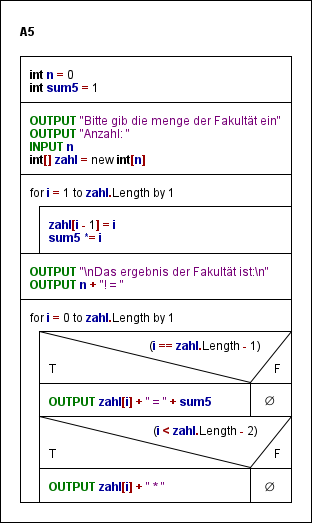 A5
int n = 0
int sum5 = 1
OUTPUT "Bitte gib die menge der Fakultät ein"
OUTPUT "Anzahl: "
INPUT n
int[] zahl = new int[n]
for i = 1 to zahl.Length by 1
zahl[i - 1] = i
sum5 *= i
OUTPUT "\nDas ergebnis der Fakultät ist:\n"
OUTPUT n + "! = "
for i = 0 to zahl.Length by 1
(i == zahl.Length - 1)
T F
OUTPUT zahl[i] + " = " + sum5 ∅
(i < zahl.Length - 2)
T F
OUTPUT zahl[i] + " * " ∅